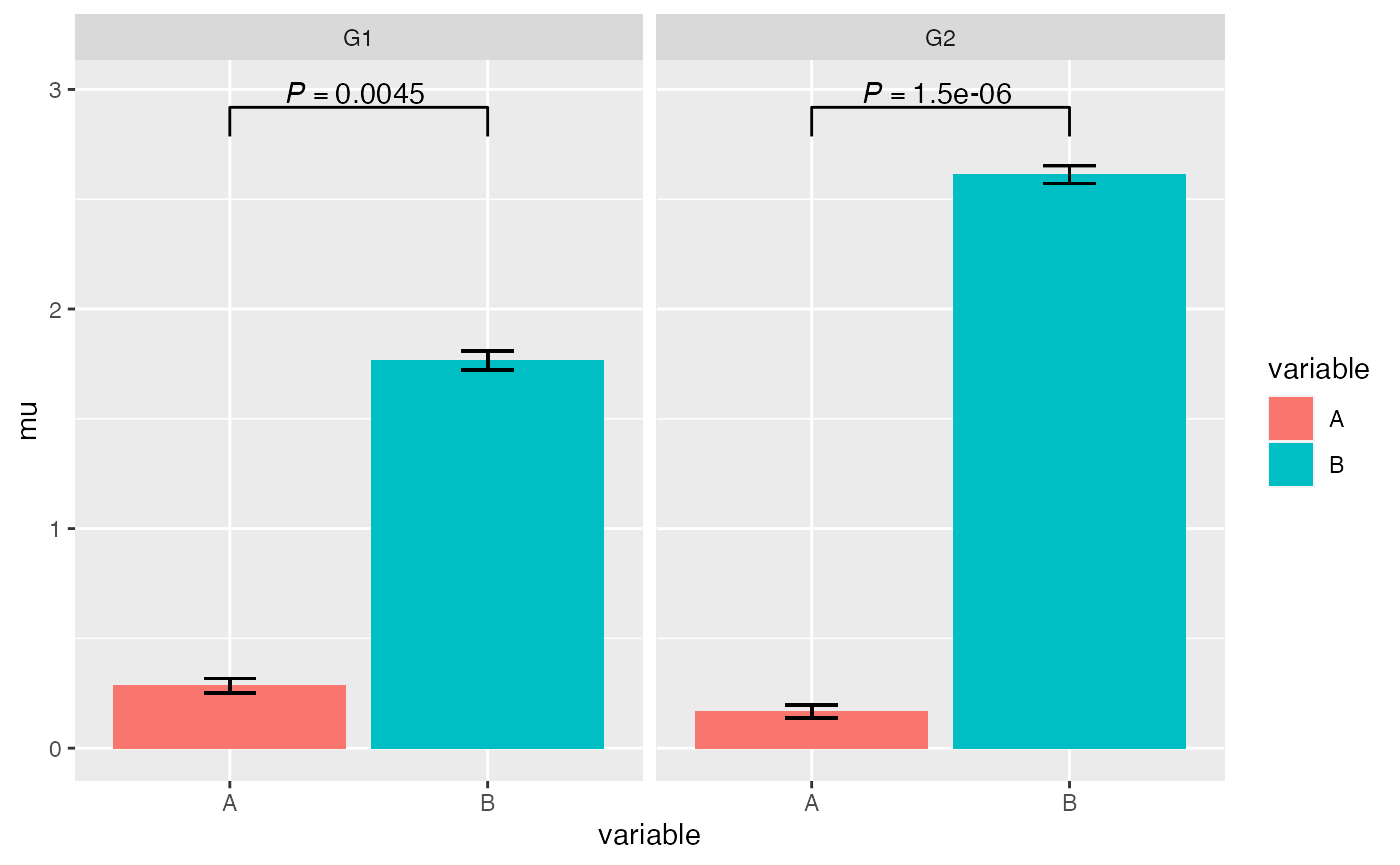 G1
G2
P = 0.0045
P = 1.5e-06
3
2
1
0
mu
A
B
A
B
variable
variable
A
B